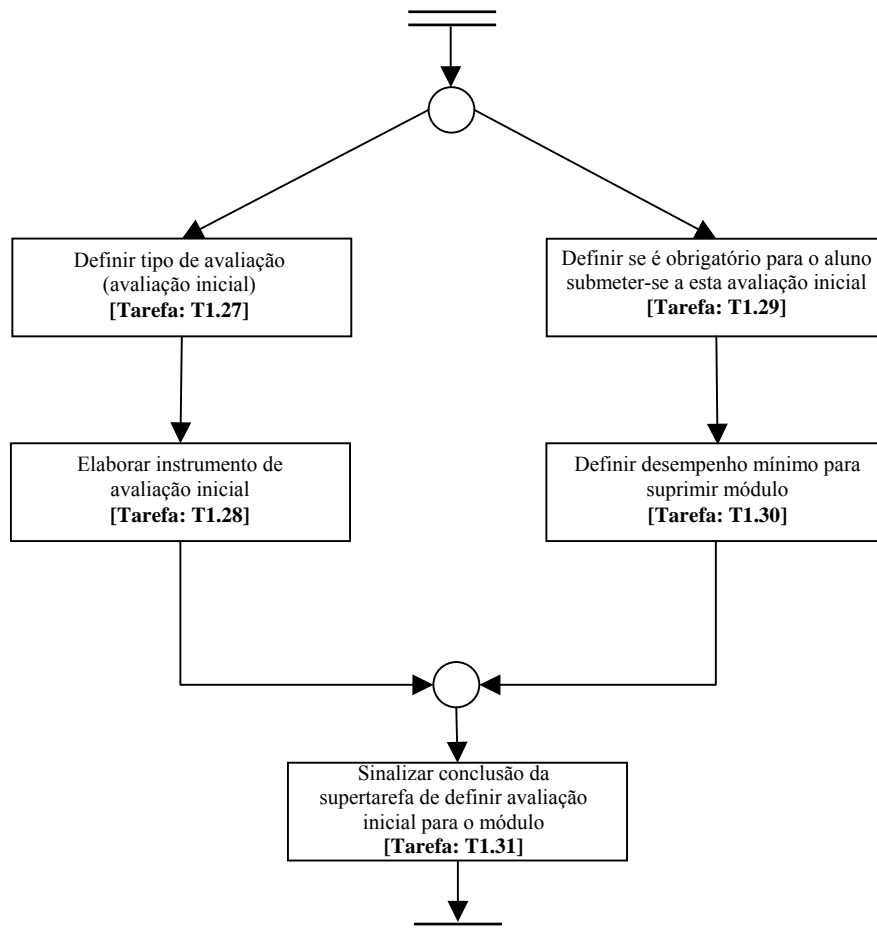 Definir tipo de avaliação
(avaliação inicial)
[Tarefa: T1.27]
Definir se é obrigatório para o aluno
submeter-se a esta avaliação inicial
[Tarefa: T1.29]
Elaborar instrumento de
avaliação inicial
[Tarefa: T1.28]
Definir desempenho mínimo para
suprimir módulo
[Tarefa: T1.30]
Sinalizar conclusão da
supertarefa de definir avaliação
inicial para o módulo
[Tarefa: T1.31]